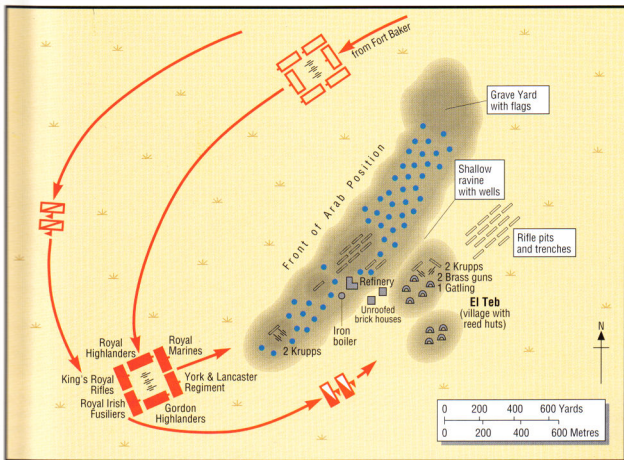 from Fort Baker
Grave Yard
with flags
Front of Arab Position
Shallow
ravine
with wells
Rifle pits
and trenches
2 Krupps
2 Brass guns
1 Gatling
Refinery
El Teb
(village with
reed huts)
Unroofed
brick houses
Iron
boiler
2 Krupps
Royal
Highlanders
Royal
Marines
King's Royal
Rifles
York & Lancaster
Regiment
Royal Irish
Fusiliers
Gordon
Highlanders
N
0 200 400 600 Yards
0 200 400 600 Metres